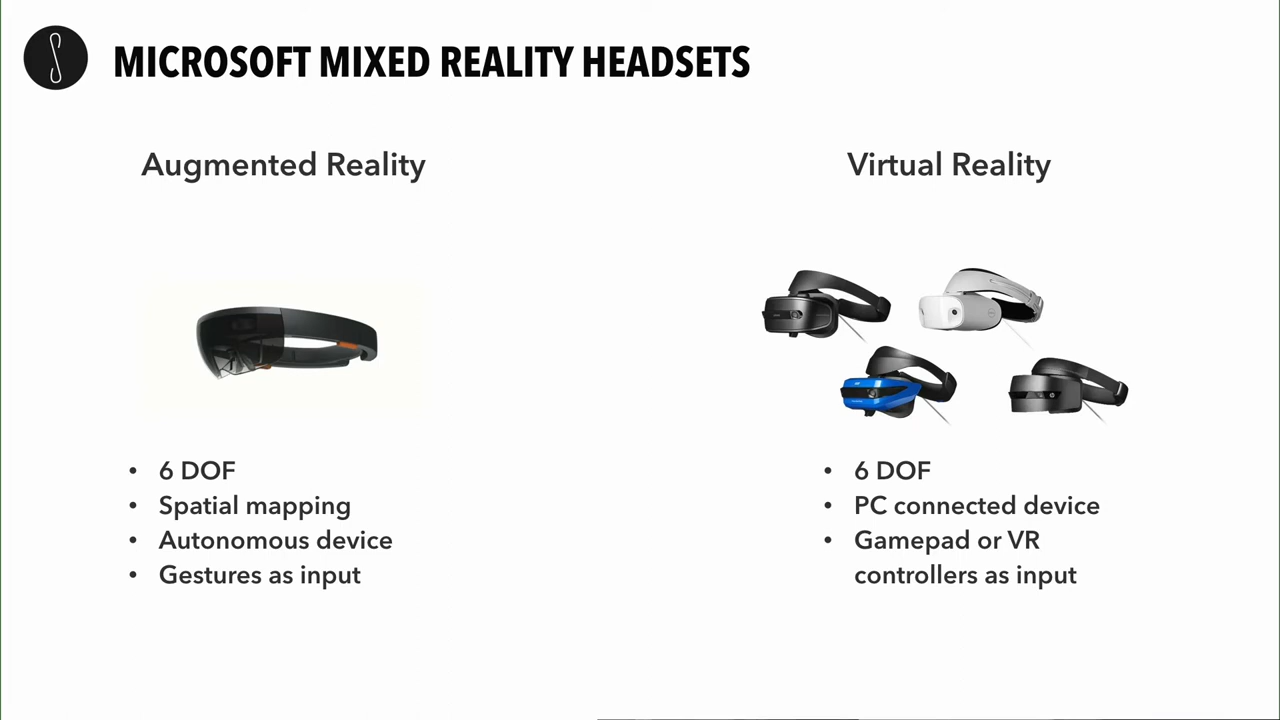 MICROSOFT MIXED REALITY HEADSETS
Augmented Reality
• 6 DOF
• Spatial mapping
• Autonomous device
• Gestures as input
Virtual Reality
• 6 DOF
• PC connected device
• Gamepad or VR
controllers as input